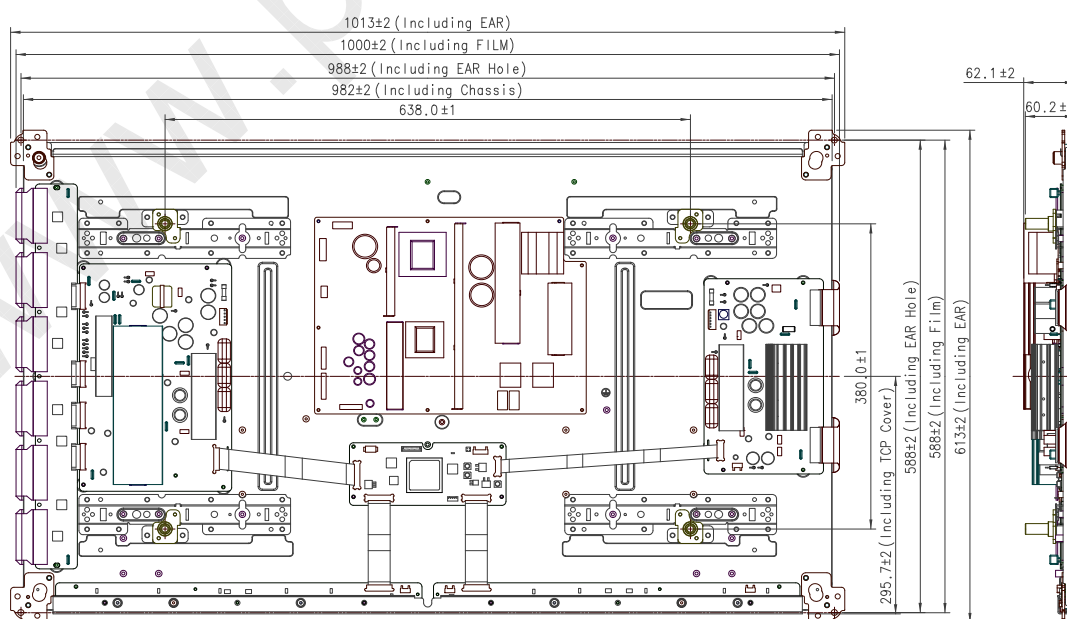 1013±2(Including EAR)
1000±2(Including FILM)
988±2(Including EAR Hole)
982±2(Including Chassis)
638.0±1
62.1±2
60.2±
380.0±1
295.7±2(Including TCP Cover)
588±2(Including EAR Hole)
588±2(Including Film)
613±2(Including EAR)